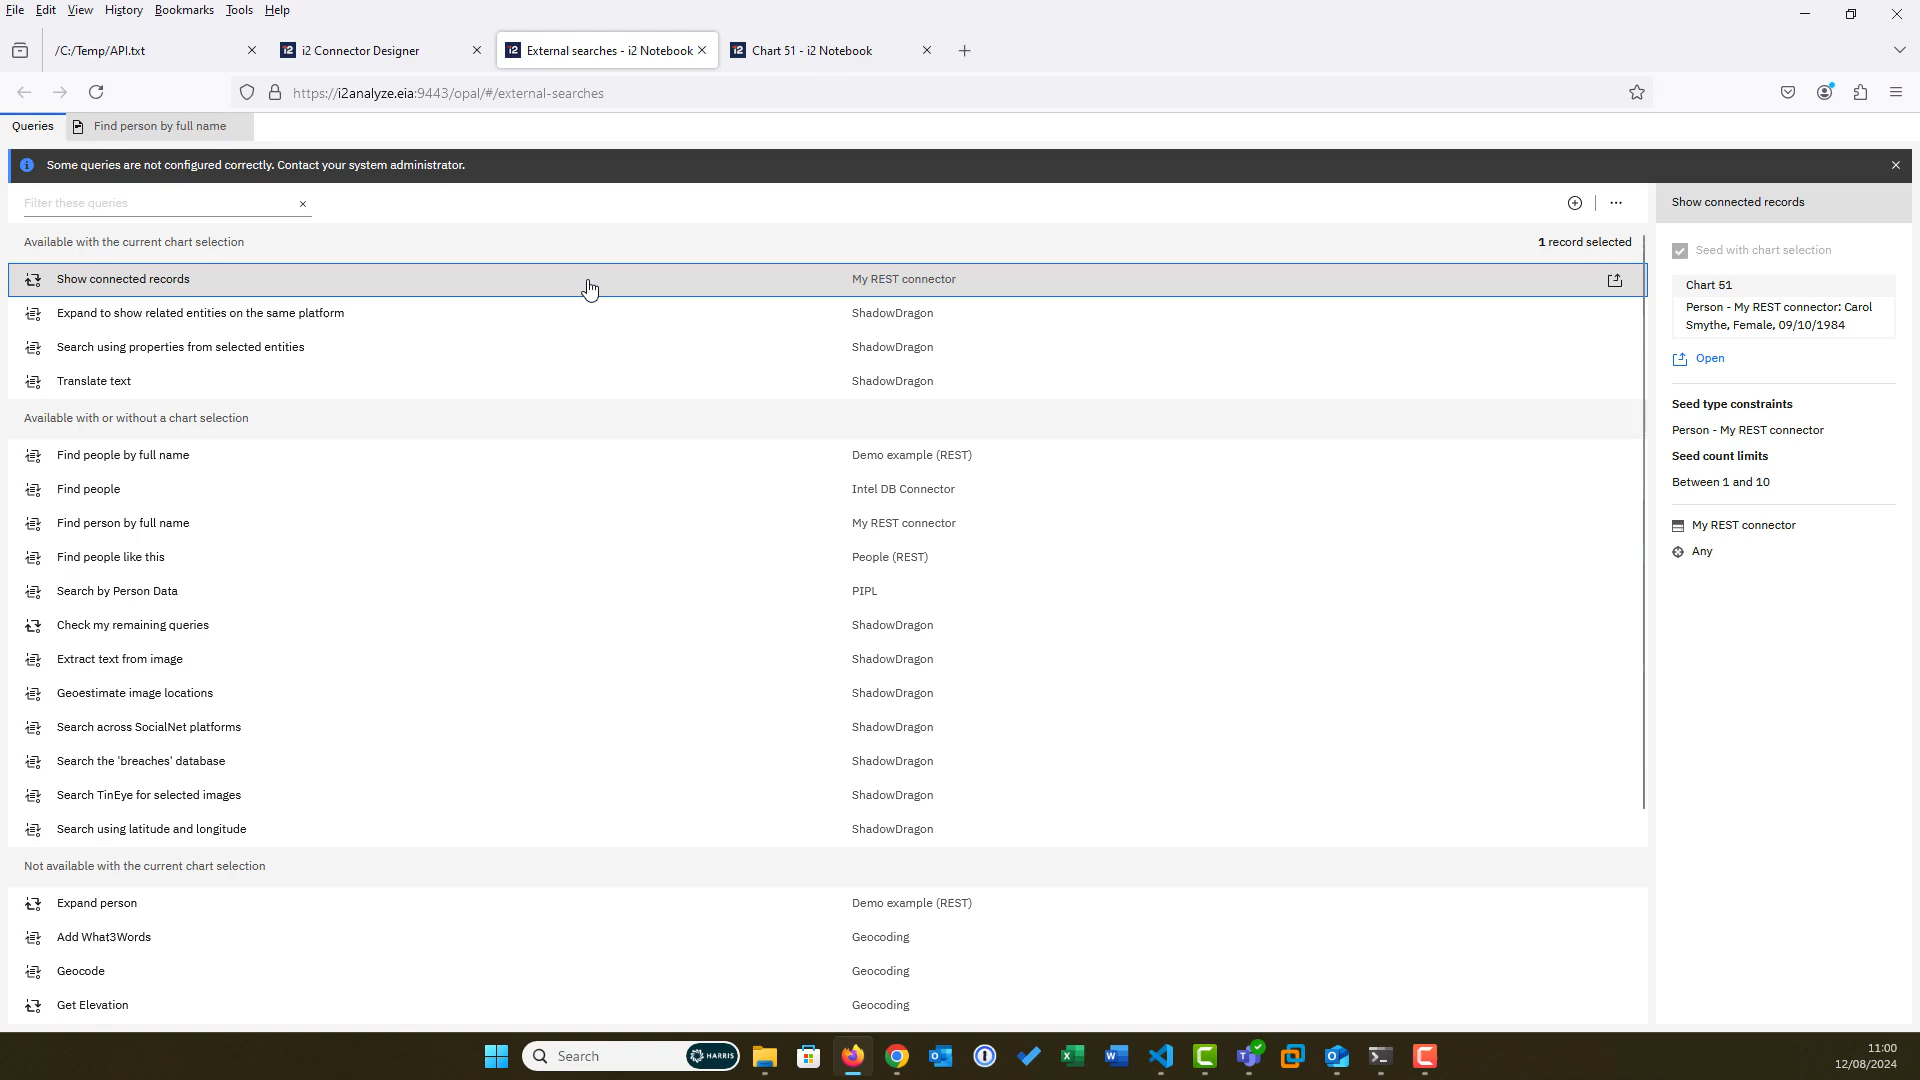 File Edit View History Bookmarks Tools Help
/C:/Temp/API.txt
i2 i2 Connector Designer
i2 External searches - i2 Notebook
i2 Chart 51 - i2 Notebook
https://i2analyze.eia:9443/opal/#/external-searches
Queries Find person by full name
Some queries are not configured correctly. Contact your system administrator.
Filter these queries
Available with the current chart selection 1 record selected
Show connected records My REST connector
Expand to show related entities on the same platform ShadowDragon
Search using properties from selected entities ShadowDragon
Translate text ShadowDragon
Available with or without a chart selection
Find people by full name Demo example (REST)
Find people Intel DB Connector
Find person by full name My REST connector
Find people like this People (REST)
Search by Person Data PIPL
Check my remaining queries ShadowDragon
Extract text from image ShadowDragon
Geoestimate image locations ShadowDragon
Search across SocialNet platforms ShadowDragon
Search the 'breaches' database ShadowDragon
Search TinEye for selected images ShadowDragon
Search using latitude and longitude ShadowDragon
Not available with the current chart selection
Expand person Demo example (REST)
Add What3Words Geocoding
Geocode Geocoding
Get Elevation Geocoding
Show connected records
Seed with chart selection
Chart 51
Person - My REST connector: Carol
Smythe, Female, 09/10/1984
Open
Seed type constraints
Person - My REST connector
Seed count limits
Between 1 and 10
My REST connector
Any
Search HARRIS
11:00
12/08/2024